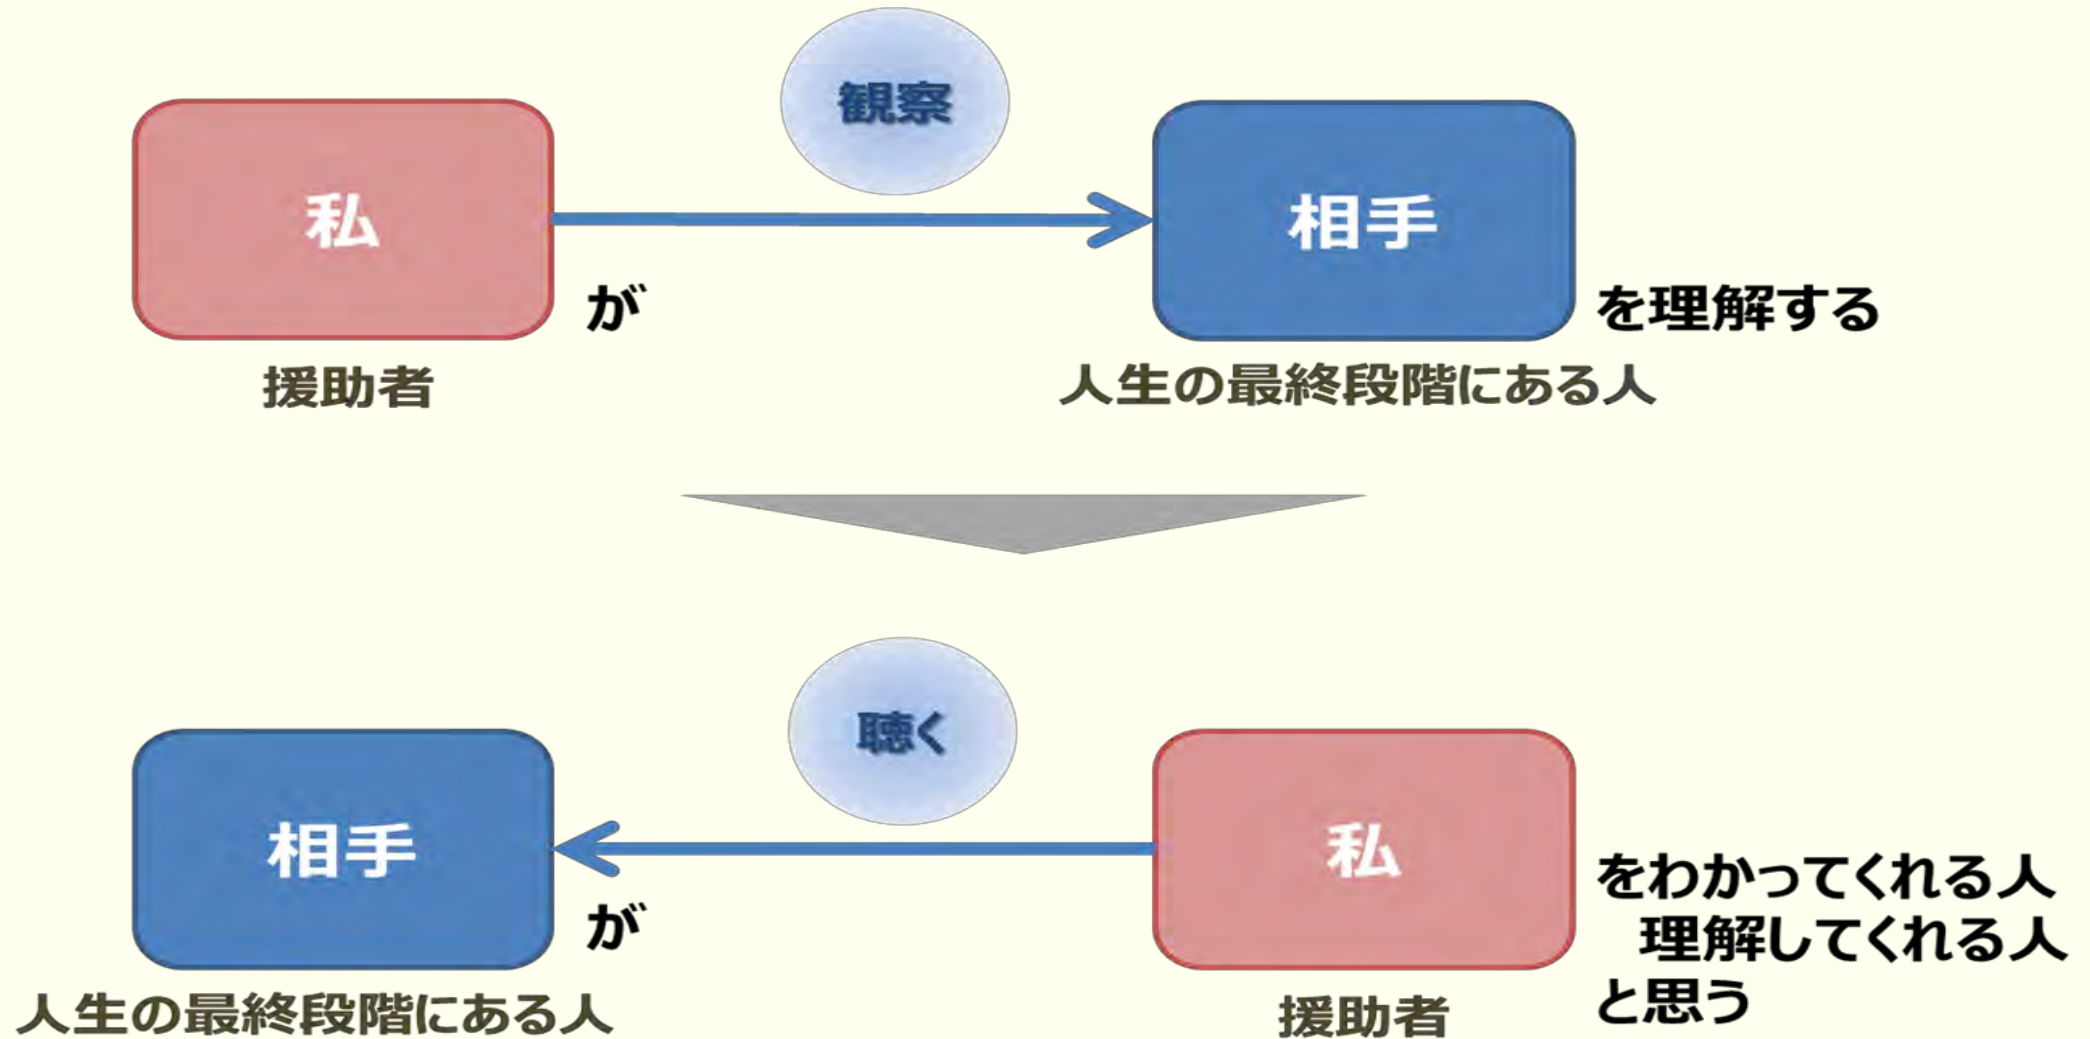 観察
私
が
相手
を理解する
援助者
人生の最終段階にある人
聴く
相手
が
私
をわかってくれる人
理解してくれる人
と思う
人生の最終段階にある人
援助者